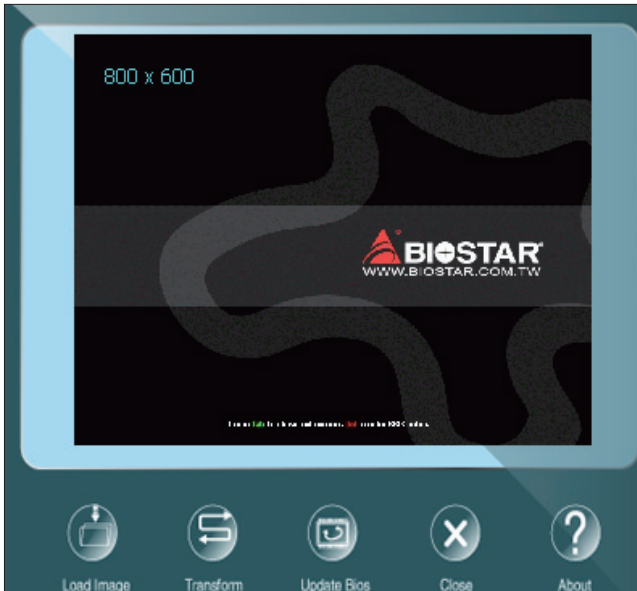 800 x 600
BIOSTAR
WWW.BIOSTAR.COM.TW
Load Image
Transform
Update Bios
Close
About